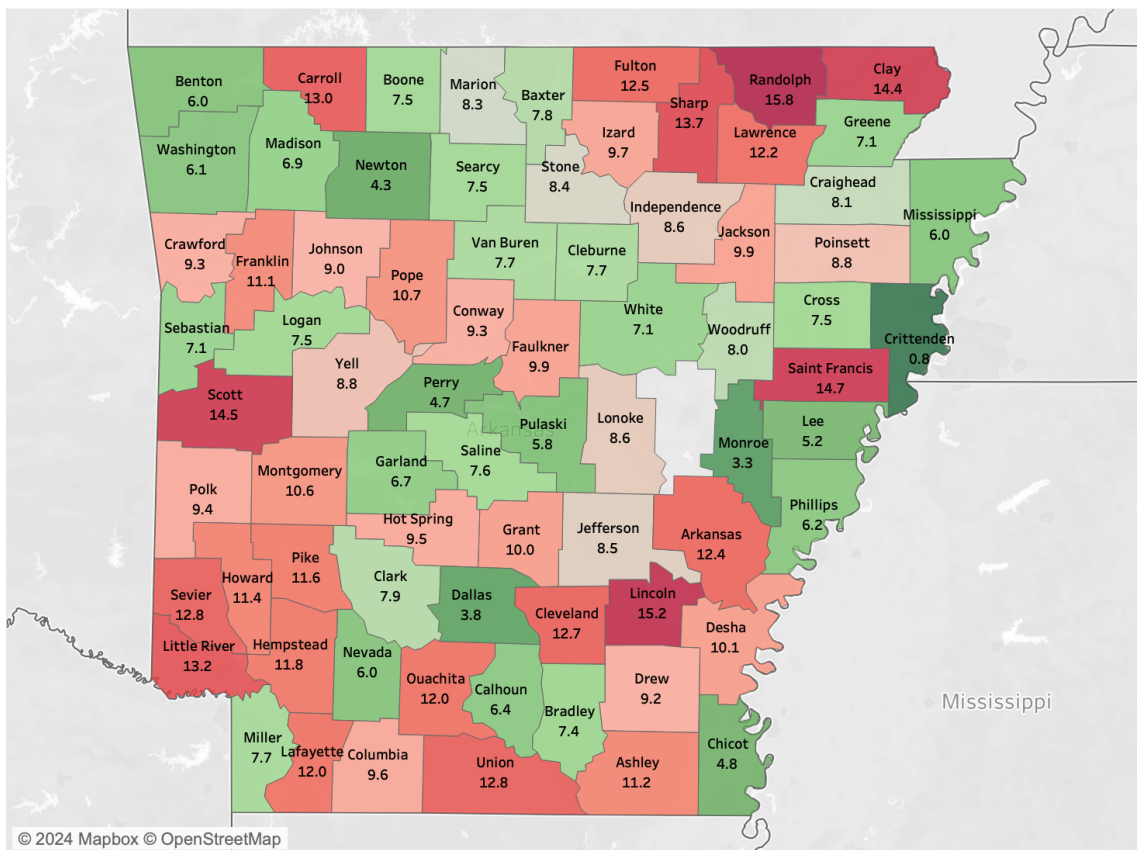 Benton
6.0
Carroll
13.0
Boone
7.5
Marion
8.3
Baxter
7.8
Fulton
12.5
Sharp
13.7
Randolph
15.8
Clay
14.4
Washington
6.1
Madison
6.9
Newton
4.3
Searcy
7.5
Stone
8.4
Izard
9.7
Lawrence
12.2
Greene
7.1
Craighead
8.1
Mississippi
6.0
Independence
8.6
Crawford
9.3
Franklin
11.1
Johnson
9.0
Pope
10.7
Van Buren
7.7
Cleburne
7.7
Jackson
9.9
Poinsett
8.8
Sebastian
7.1
Logan
7.5
Conway
9.3
Faulkner
9.9
White
7.1
Woodruff
8.0
Cross
7.5
Crittenden
0.8
Scott
14.5
Yell
8.8
Perry
4.7
Pulaski
5.8
Lonoke
8.6
Saint Francis
14.7
Lee
5.2
Monroe
3.3
Arkansas
Saline
7.6
Garland
6.7
Montgomery
10.6
Polk
9.4
Phillips
6.2
Hot Spring
9.5
Grant
10.0
Jefferson
8.5
Arkansas
12.4
Pike
11.6
Howard
11.4
Sevier
12.8
Clark
7.9
Dallas
3.8
Cleveland
12.7
Lincoln
15.2
Desha
10.1
Little River
13.2
Hempstead
11.8
Nevada
6.0
Ouachita
12.0
Calhoun
6.4
Bradley
7.4
Drew
9.2
Mississippi
Miller
7.7
Lafayette
12.0
Columbia
9.6
Union
12.8
Ashley
11.2
Chicot
4.8
© 2024 Mapbox © OpenStreetMap